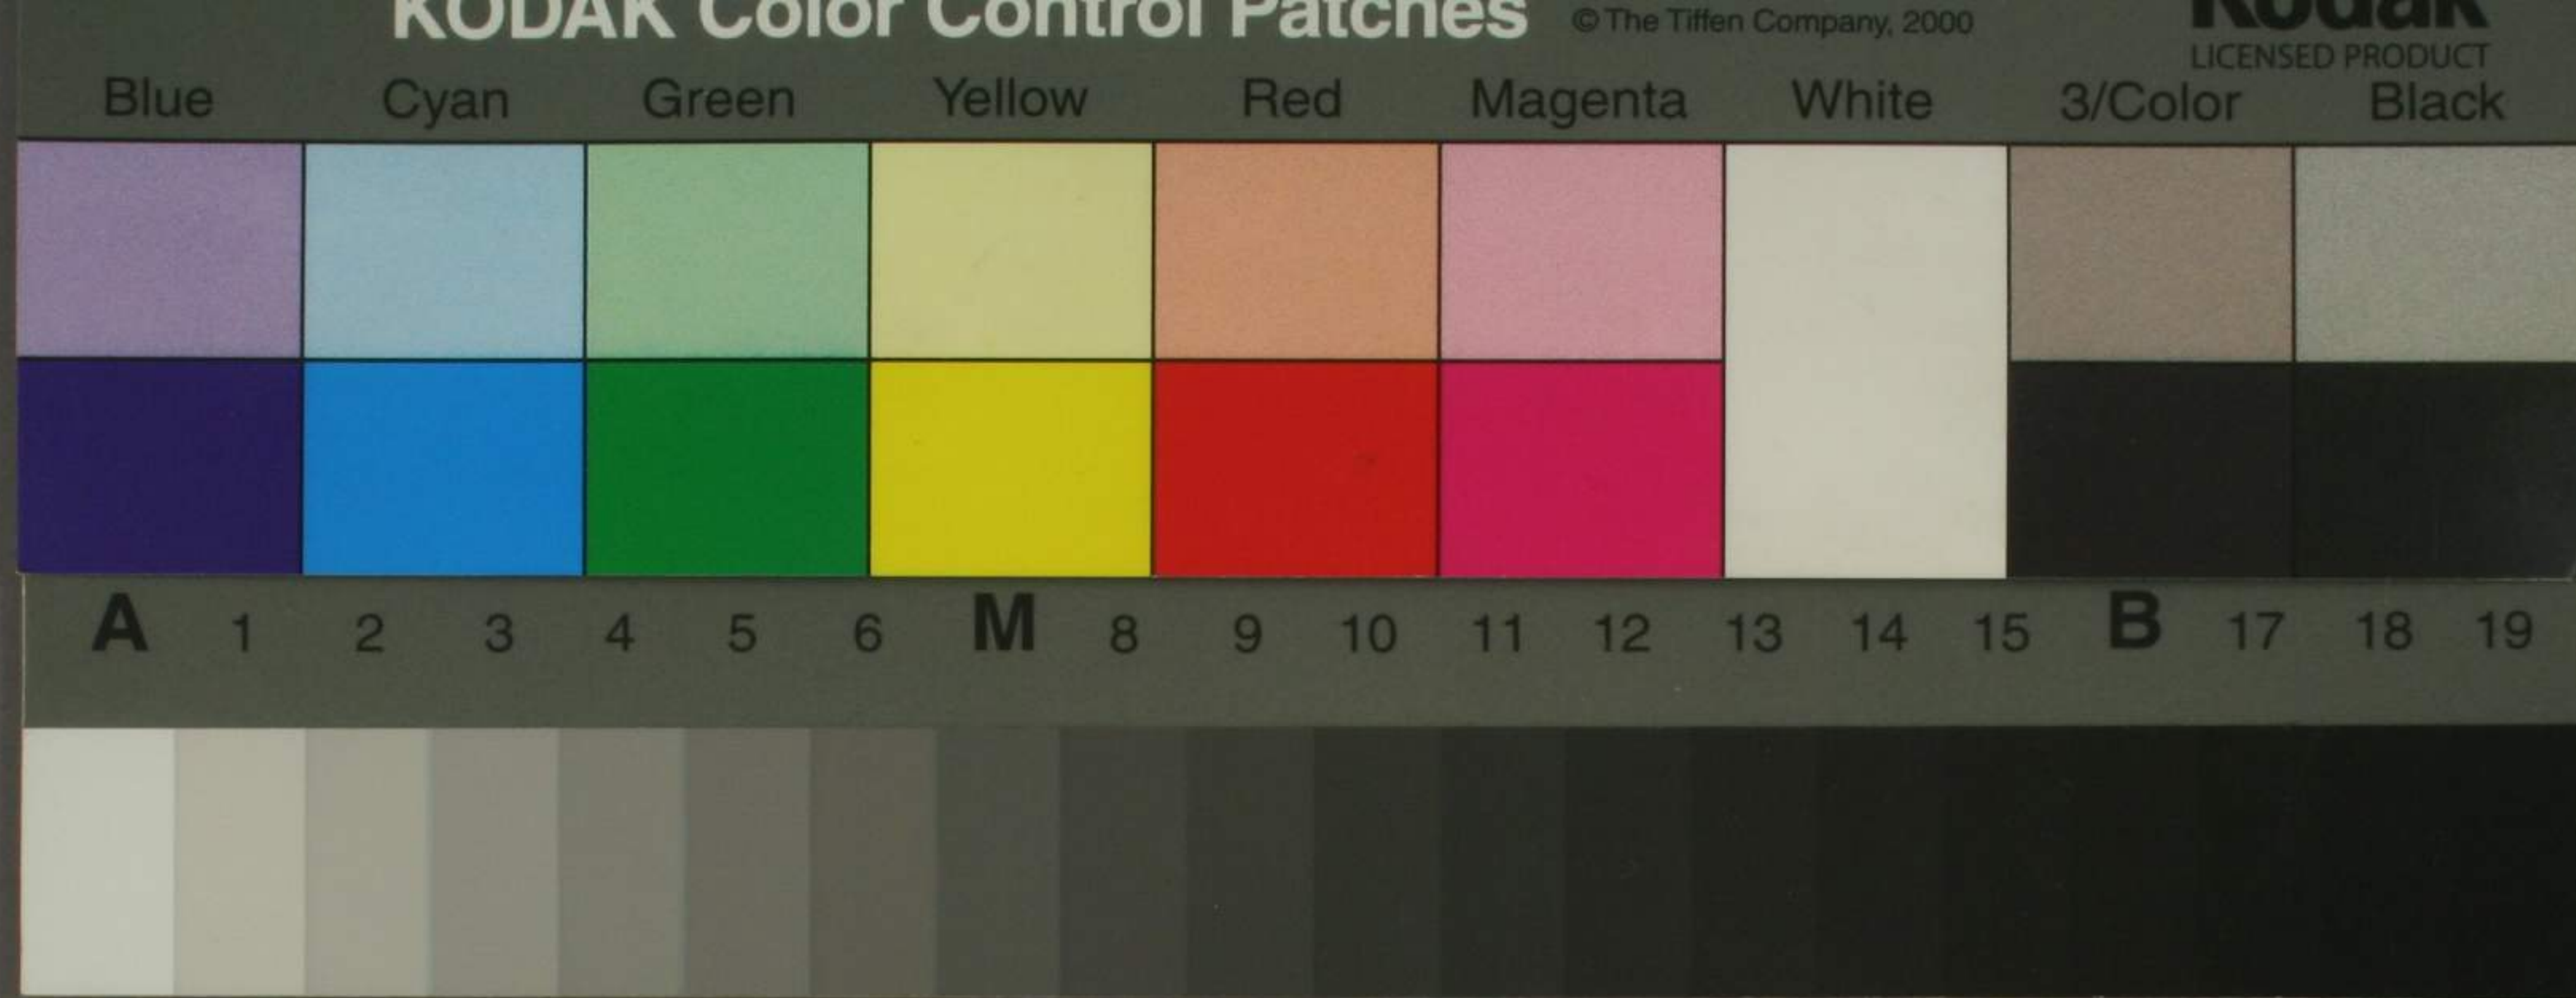 KODAK Color Control Patches © The Tiffen Company, 2000 Kodak
LICENSED PRODUCT
Blue Cyan Green Yellow Red Magenta White 3/Color Black
A 1 2 3 4 5 6 M 8 9 10 11 12 13 14 15 B 17 18 19